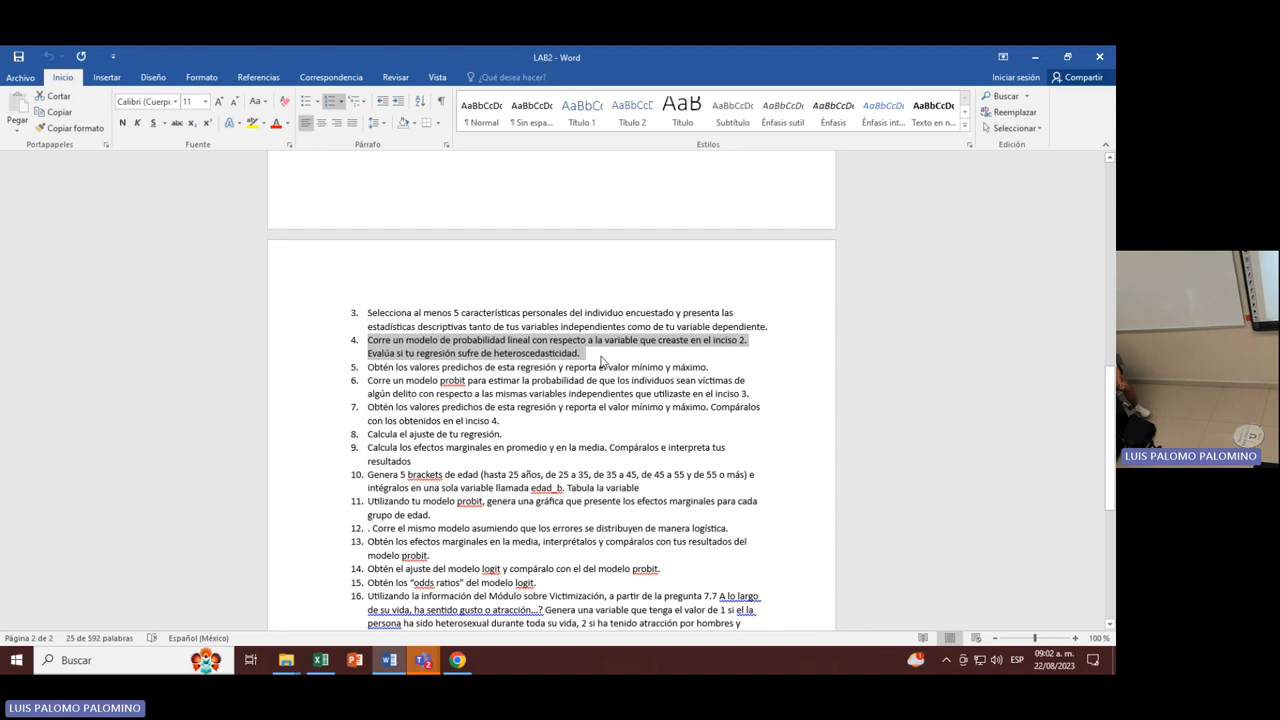 LAB2 - Word
Archivo Inicio Insertar Diseño Formato Referencias Correspondencia Revisar Vista ¿Qué desea hacer? Iniciar sesión Compartir
Pegar
Cortar
Copiar
Copiar formato
Calibri (Cuerp 11
N K S abc x₂ x²
AaBbCcDc AaBbCcDc AaBbCc AaBbCcD AaB AaBbCcD AaBbCcDc AaBbCcDc AaBbCcDc AaBbCcDc
¶ Normal ¶ Sin espa... Título 1 Título 2 Título Subtítulo Énfasis sutil Énfasis Énfasis int... Texto en n...
Buscar
Reemplazar
Seleccionar
Portapapeles Fuente Párrafo Estilos Edición
3. Selecciona al menos 5 características personales del individuo encuestado y presenta las
estadísticas descriptivas tanto de tus variables independientes como de tu variable dependiente.
4. Corre un modelo de probabilidad lineal con respecto a la variable que creaste en el inciso 2.
Evalúa si tu regresión sufre de heteroscedasticidad.
5. Obtén los valores predichos de esta regresión y reporta el valor mínimo y máximo.
6. Corre un modelo probit para estimar la probabilidad de que los individuos sean víctimas de
algún delito con respecto a las mismas variables independientes que utilizaste en el inciso 3.
7. Obtén los valores predichos de esta regresión y reporta el valor mínimo y máximo. Compáralos
con los obtenidos en el inciso 4.
8. Calcula el ajuste de tu regresión.
9. Calcula los efectos marginales en promedio y en la media. Compáralos e interpreta tus
resultados
10. Genera 5 brackets de edad (hasta 25 años, de 25 a 35, de 35 a 45, de 45 a 55 y de 55 o más) e
intégralos en una sola variable llamada edad_b. Tabula la variable
11. Utilizando tu modelo probit, genera una gráfica que presente los efectos marginales para cada
grupo de edad.
12. . Corre el mismo modelo asumiendo que los errores se distribuyen de manera logística.
13. Obtén los efectos marginales en la media, interprétalos y compáralos con tus resultados del
modelo probit.
14. Obtén el ajuste del modelo logit y compáralo con el del modelo probit.
15. Obtén los “odds ratios” del modelo logit.
16. Utilizando la información del Módulo sobre Victimización, a partir de la pregunta 7.7 A lo largo
de su vida, ha sentido gusto o atracción…? Genera una variable que tenga el valor de 1 si el la
persona ha sido heterosexual durante toda su vida, 2 si ha tenido atracción por hombres y
Página 2 de 2 25 de 592 palabras Español (México) 100 %
Buscar
ESP
09:02 a. m.
22/08/2023
LUIS PALOMO PALOMINO
LUIS PALOMO PALOMINO